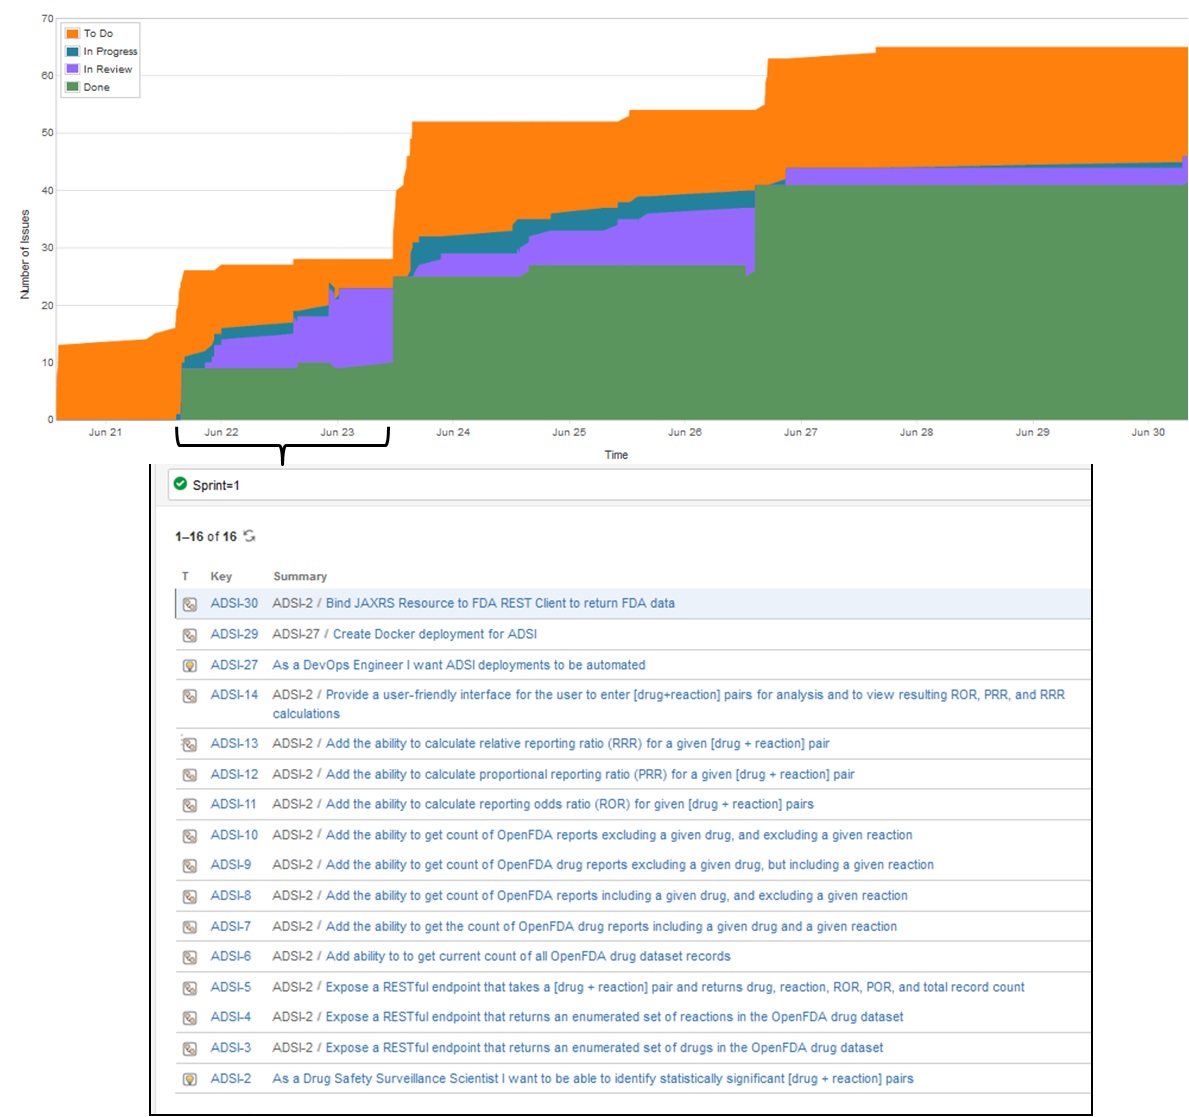 70
To Do
In Progress
In Review
Done
60
50
40
30
20
10
0
Number of Issues
Jun 21 Jun 22 Jun 23 Jun 24 Jun 25 Jun 26 Jun 27 Jun 28 Jun 29 Jun 30
Time
Sprint=1
1–16 of 16
T Key Summary
ADSI-30 ADSI-2 / Bind JAXRS Resource to FDA REST Client to return FDA data
ADSI-29 ADSI-27 / Create Docker deployment for ADSI
ADSI-27 As a DevOps Engineer I want ADSI deployments to be automated
ADSI-14 ADSI-2 / Provide a user-friendly interface for the user to enter [drug+reaction] pairs for analysis and to view resulting ROR, PRR, and RRR
calculations
ADSI-13 ADSI-2 / Add the ability to calculate relative reporting ratio (RRR) for a given [drug + reaction] pair
ADSI-12 ADSI-2 / Add the ability to calculate proportional reporting ratio (PRR) for a given [drug + reaction] pair
ADSI-11 ADSI-2 / Add the ability to calculate reporting odds ratio (ROR) for given [drug + reaction] pairs
ADSI-10 ADSI-2 / Add the ability to get count of OpenFDA reports excluding a given drug, and excluding a given reaction
ADSI-9 ADSI-2 / Add the ability to get count of OpenFDA drug reports excluding a given drug, but including a given reaction
ADSI-8 ADSI-2 / Add the ability to get count of OpenFDA reports including a given drug, and excluding a given reaction
ADSI-7 ADSI-2 / Add the ability to get the count of OpenFDA drug reports including a given drug and a given reaction
ADSI-6 ADSI-2 / Add ability to to get current count of all OpenFDA drug dataset records
ADSI-5 ADSI-2 / Expose a RESTful endpoint that takes a [drug + reaction] pair and returns drug, reaction, ROR, POR, and total record count
ADSI-4 ADSI-2 / Expose a RESTful endpoint that returns an enumerated set of reactions in the OpenFDA drug dataset
ADSI-3 ADSI-2 / Expose a RESTful endpoint that returns an enumerated set of drugs in the OpenFDA drug dataset
ADSI-2 As a Drug Safety Surveillance Scientist I want to be able to identify statistically significant [drug + reaction] pairs